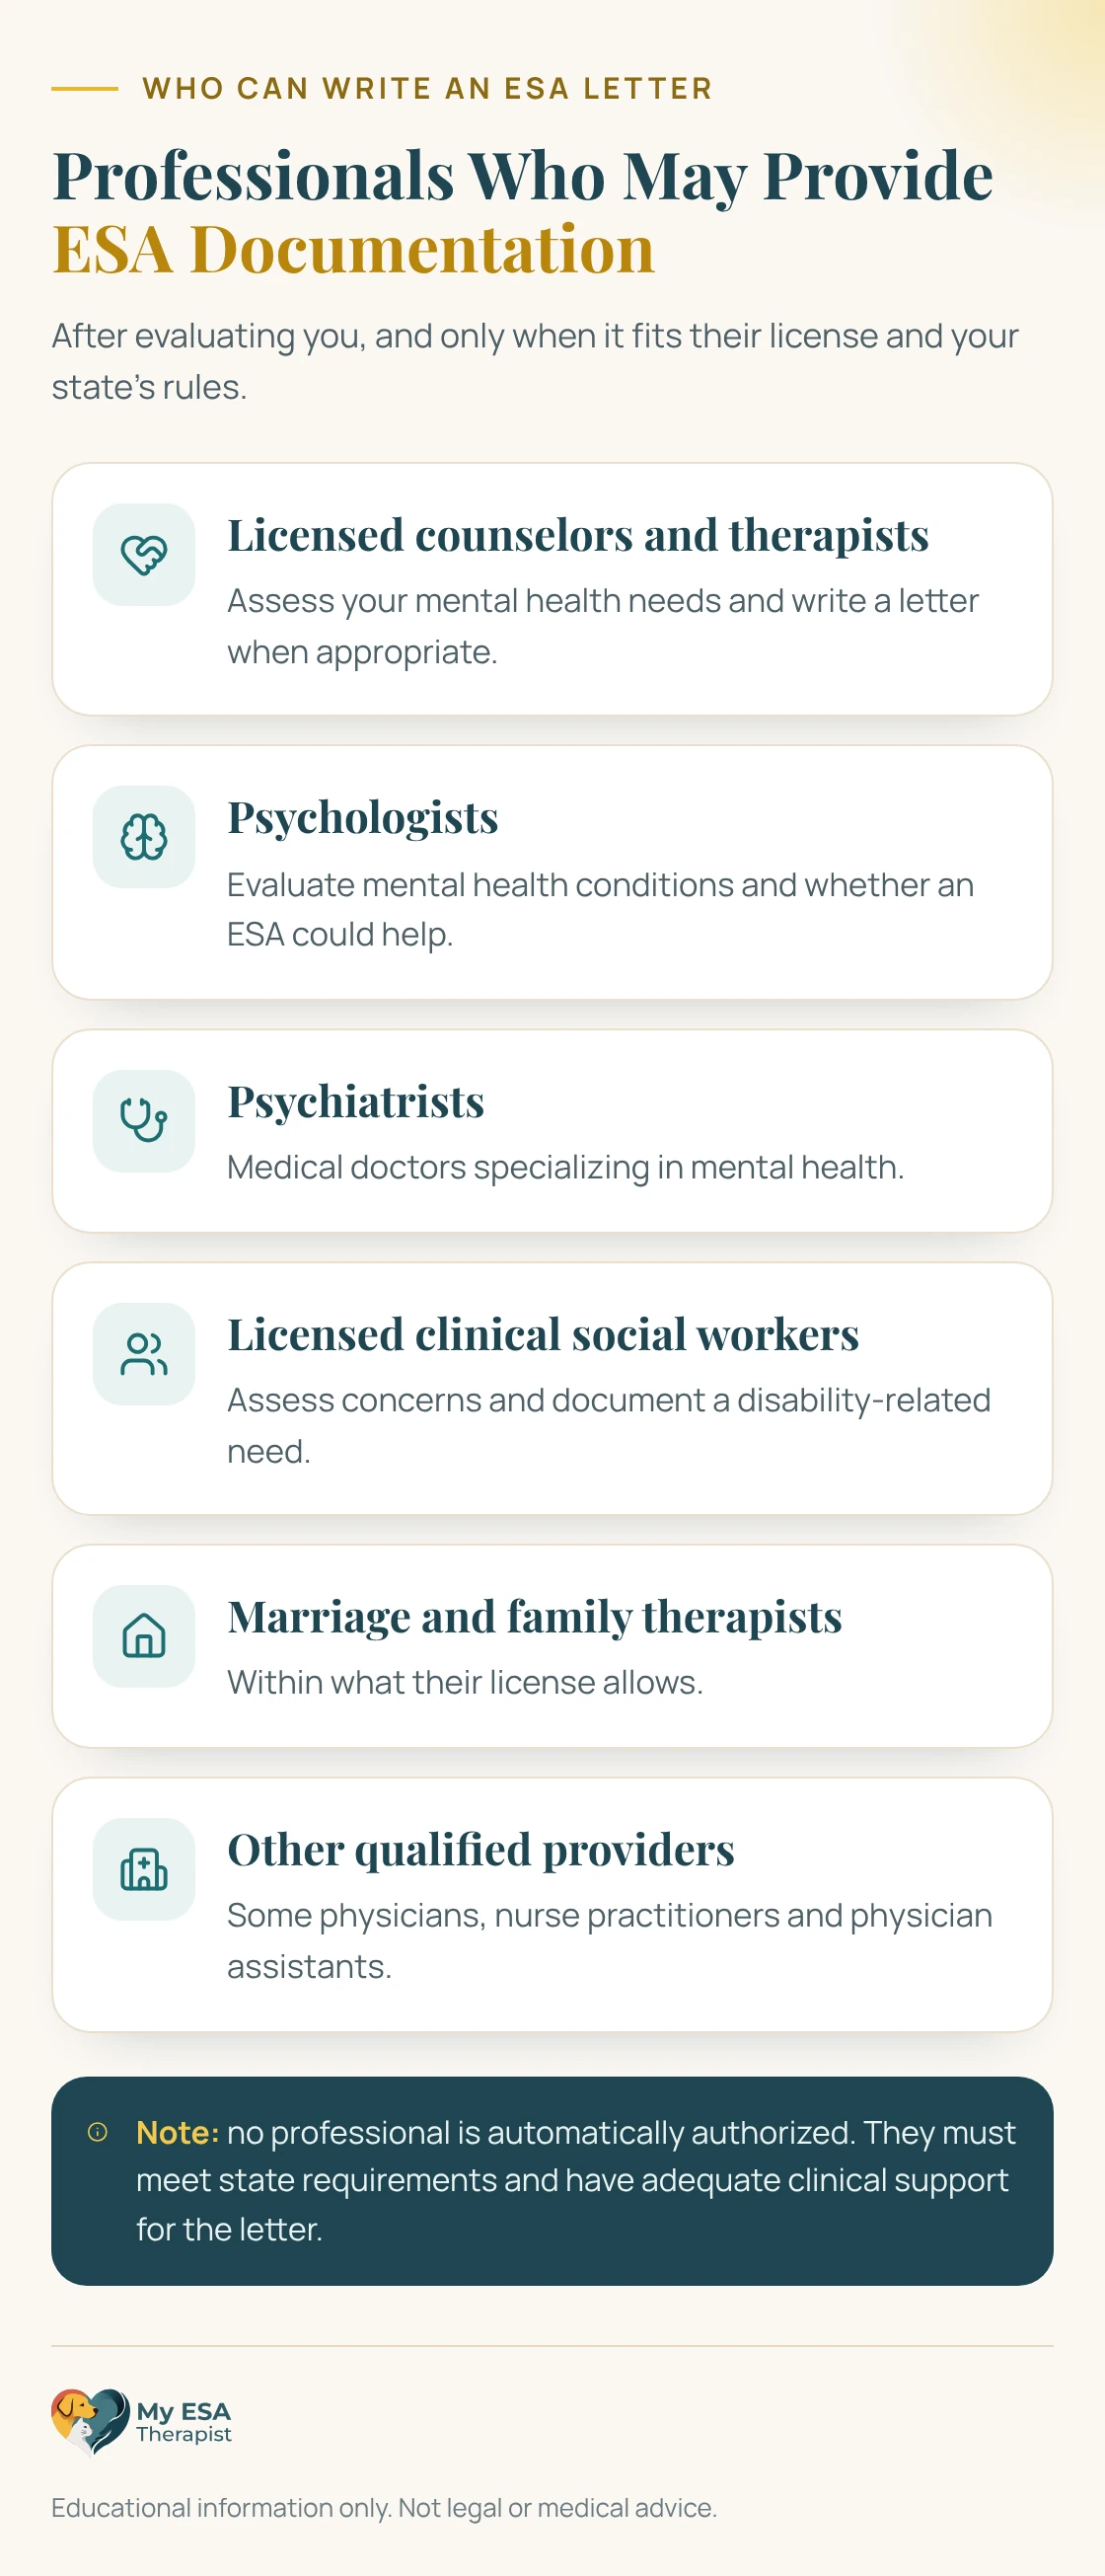 WHO CAN WRITE AN ESA LETTER
Professionals Who May Provide
ESA Documentation
After evaluating you, and only when it fits their license and your
state's rules.
Licensed counselors and therapists
Assess your mental health needs and write a letter
when appropriate.
Psychologists
Evaluate mental health conditions and whether an
ESA could help.
Psychiatrists
Medical doctors specializing in mental health.
Licensed clinical social workers
Assess concerns and document a disability-related
need.
Marriage and family therapists
Within what their license allows.
Other qualified providers
Some physicians, nurse practitioners and physician
assistants.
Note: no professional is automatically authorized. They must
meet state requirements and have adequate clinical support
for the letter.
My ESA
Therapist
Educational information only. Not legal or medical advice.